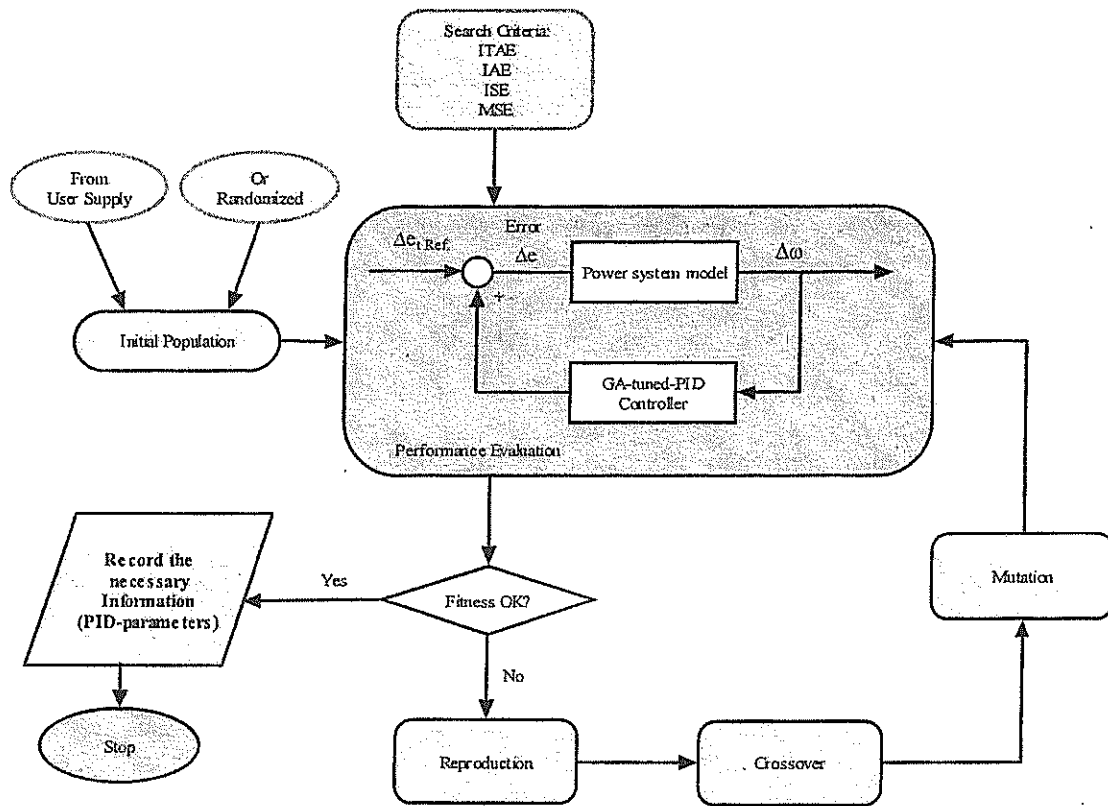 Search Criteria:
ITAE
IAE
ISE
MSE
From
User Supply
Or
Randomized
Initial Population
Δe t Ref.
Error
Δe
Power system model
Δω
+
GA-tuned-PID
Controller
Performance Evaluation
Record the
necessary
Information
(PID-parameters)
Yes
Fitness OK?
No
Mutation
Stop
Reproduction
Crossover